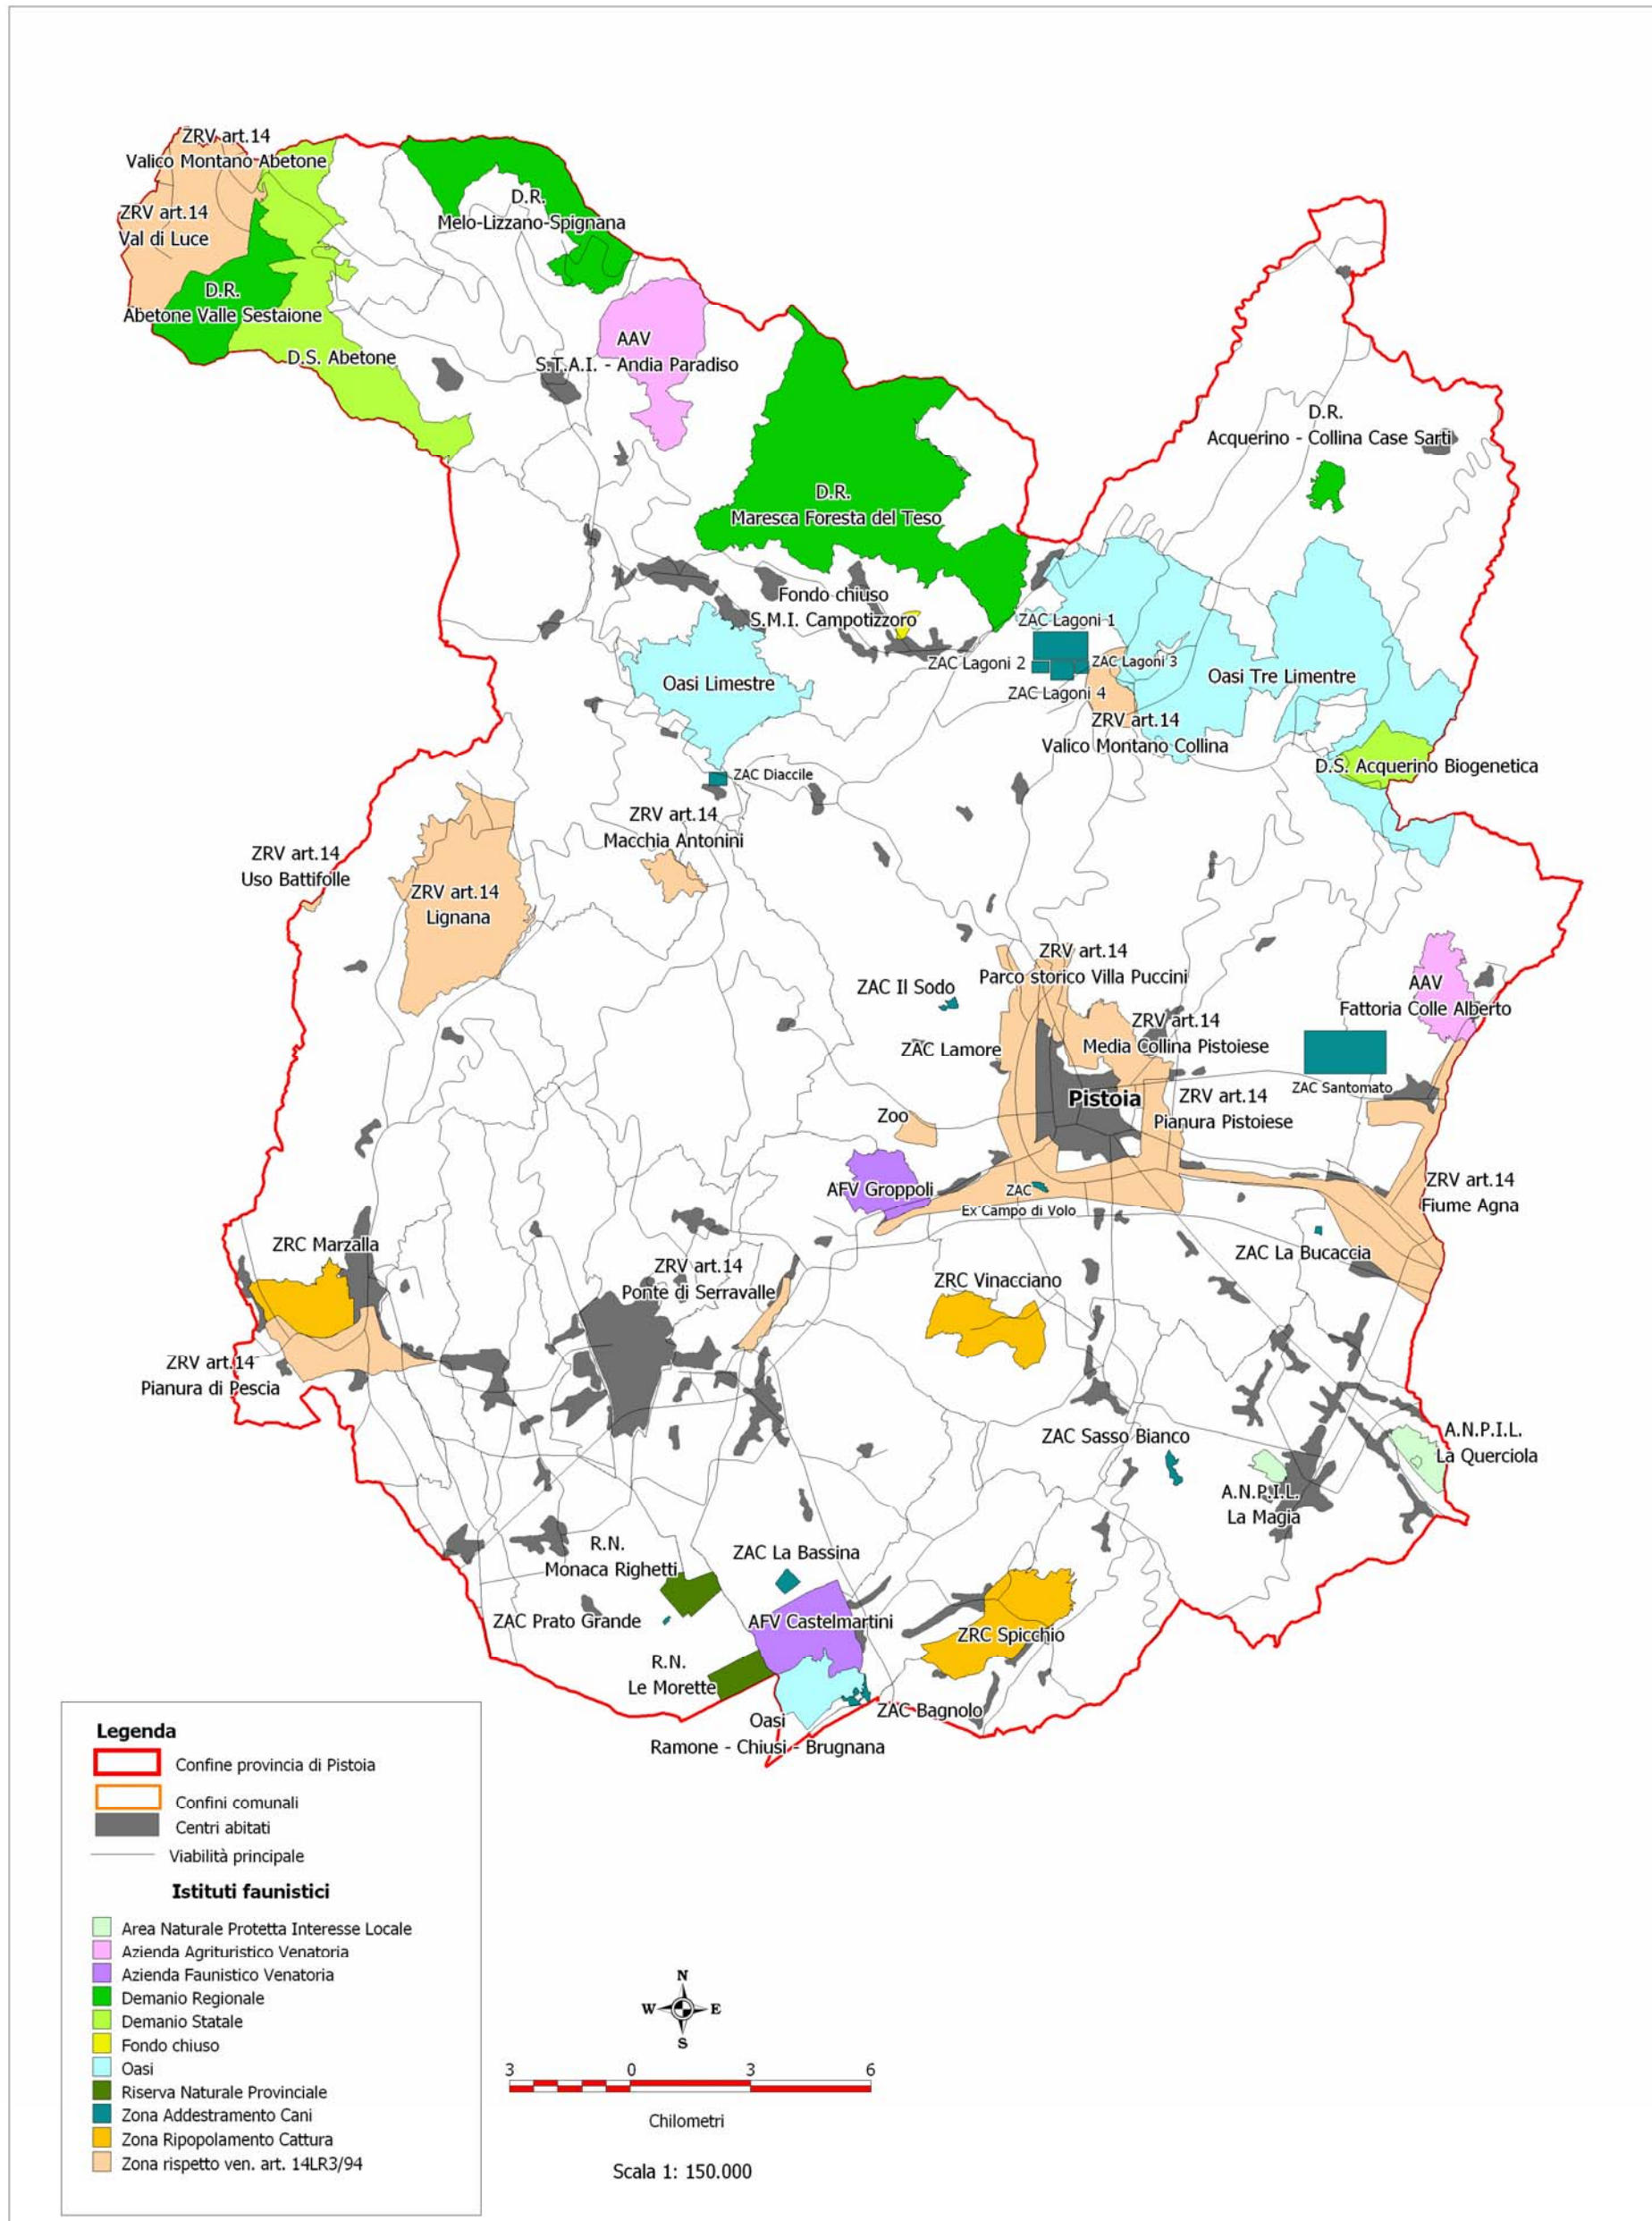 ZRV art.14
Valico Montano Abetone
ZRV art.14
Val di Luce
D.R.
Melo-Lizzano-Spignana
D.R.
Abetone Valle Sestaione
D.S. Abetone
AAV
S.T.A.I. - Andia Paradiso
D.R.
Acquerino - Collina Case Sarti
D.R.
Maresca Foresta del Teso
Fondo chiuso
S.M.I. Campotizzoro
ZAC Lagoni 1
ZAC Lagoni 2
ZAC Lagoni 3
ZAC Lagoni 4
Oasi Limestre
Oasi Tre Limentre
ZRV art.14
Valico Montano Collina
D.S. Acquerino Biogenetica
ZAC Diaccile
ZRV art.14
Macchia Antonini
ZRV art.14
Uso Battifolle
ZRV art.14
Lignana
ZRV art.14
Parco storico Villa Puccini
ZAC Il Sodo
AAV
Fattoria Colle Alberto
ZRV art.14
Media Collina Pistoiese
ZAC Lamore
ZAC Santomato
Pistoia
ZRV art.14
Pianura Pistoiese
Zoo
AFV Groppoli
ZAC
Ex Campo di Volo
ZRV art.14
Fiume Agna
ZAC La Bucaccia
ZRC Marzalla
ZRV art.14
Ponte di Serravalle
ZRC Vinacciano
ZRV art.14
Pianura di Pescia
ZAC Sasso Bianco
A.N.P.I.L.
La Querciola
A.N.P.I.L.
La Magia
R.N.
Monaca Righetti
ZAC La Bassina
ZAC Prato Grande
AFV Castelmartini
ZRC Spicchio
R.N.
Le Morette
ZAC Bagnolo
Oasi
Ramone - Chiusi - Brugnana
Legenda
Confine provincia di Pistoia
Confini comunali
Centri abitati
Viabilità principale
Istituti faunistici
Area Naturale Protetta Interesse Locale
Azienda Agrituristico Venatoria
Azienda Faunistico Venatoria
Demanio Regionale
Demanio Statale
Fondo chiuso
Oasi
Riserva Naturale Provinciale
Zona Addestramento Cani
Zona Ripopolamento Cattura
Zona rispetto ven. art. 14LR3/94
N
W E
S
3 0 3 6
Chilometri
Scala 1: 150.000